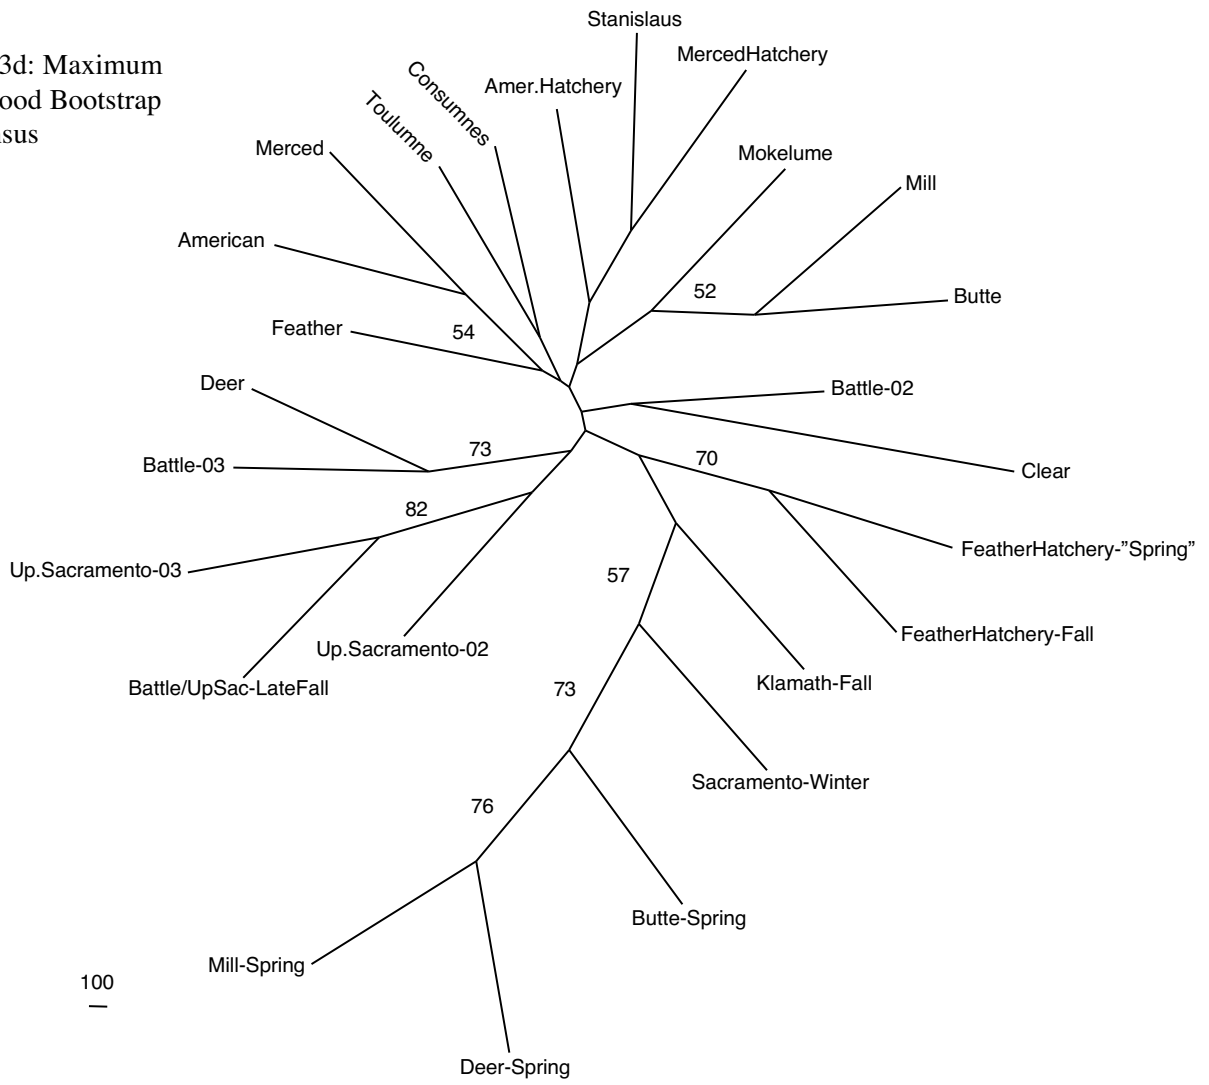 Stanislaus
3d: Maximum
MercedHatchery
Consumnes
Amer.Hatchery
ood Bootstrap
Toulumne
sus
Merced
Mokelume
Mill
American
52
Butte
Feather
54
Deer
Battle-02
73
70
Battle-03
Clear
82
FeatherHatchery-”Spring”
Up.Sacramento-03
57
FeatherHatchery-Fall
Up.Sacramento-02
Klamath-Fall
Battle/UpSac-LateFall
73
Sacramento-Winter
76
Butte-Spring
Mill-Spring
100
Deer-Spring